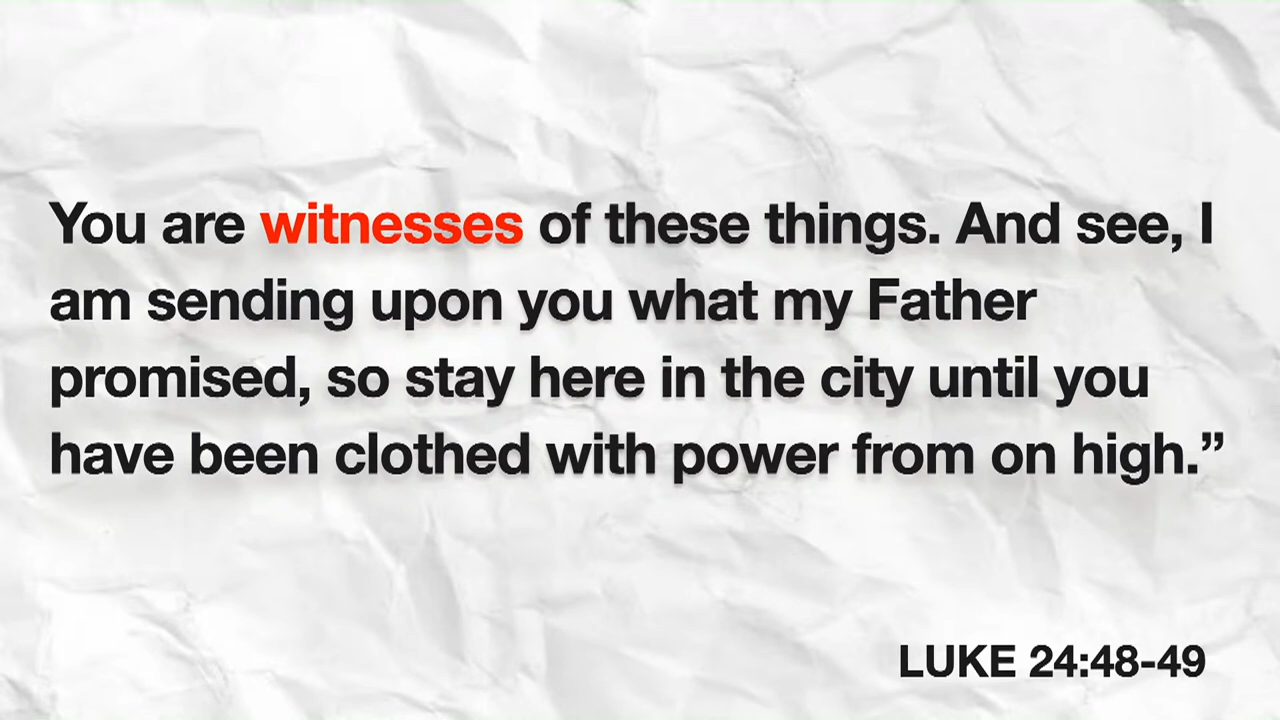 You are witnesses of these things. And see, I
am sending upon you what my Father
promised, so stay here in the city until you
have been clothed with power from on high.”
LUKE 24:48-49